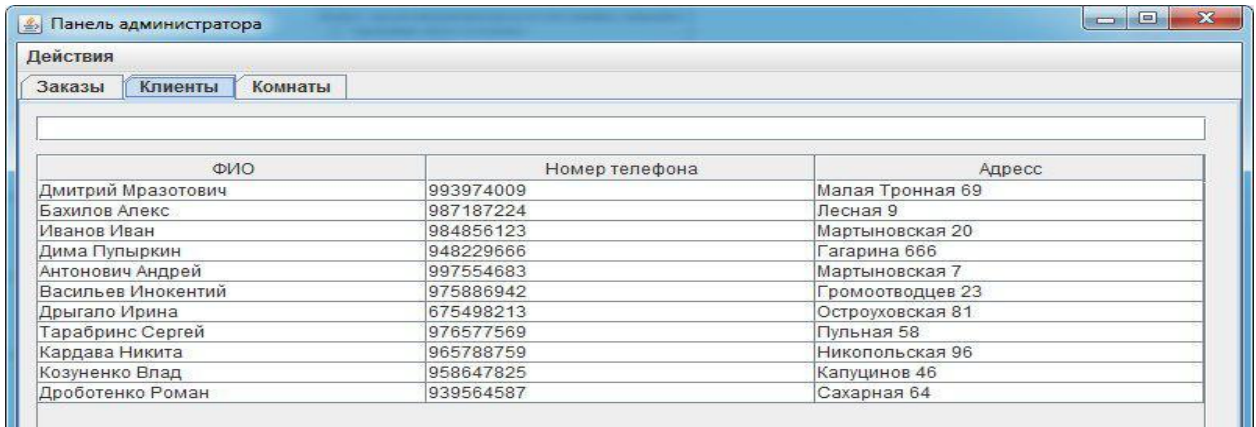 Панель администратора
Действия
Заказы Клиенты Комнаты
ФИО Номер телефона Адресс
Дмитрий Мразотович 993974009 Малая Тронная 69
Бахилов Алекс 987187224 Лесная 9
Иванов Иван 984856123 Мартыновская 20
Дима Пупыркин 948229666 Гагарина 666
Антонович Андрей 997554683 Мартыновская 7
Васильев Инокентий 975886942 Громоотводцев 23
Дрыгало Ирина 675498213 Остроуховская 81
Тарабринс Сергей 976577569 Пульная 58
Кардава Никита 965788759 Никопольская 96
Козуненко Влад 958647825 Капуцинов 46
Дроботенко Роман 939564587 Сахарная 64